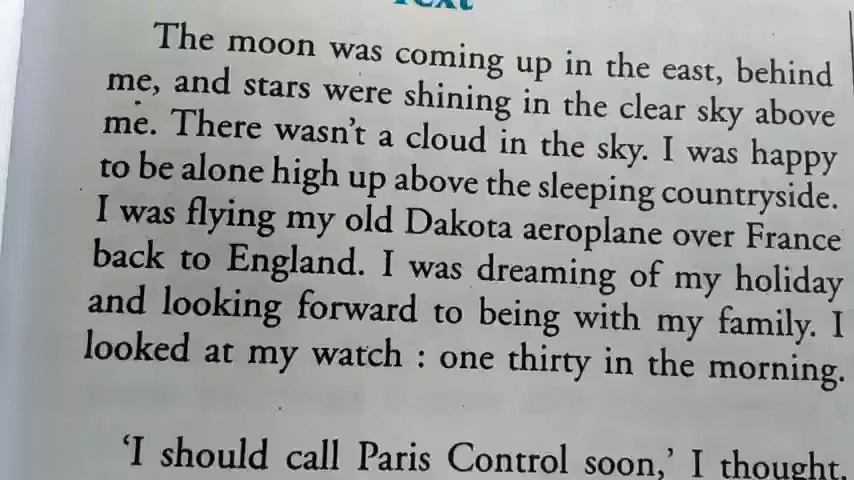 Text
The moon was coming up in the east, behind
me, and stars were shining in the clear sky above
me. There wasn't a cloud in the sky. I was happy
to be alone high up above the sleeping countryside.
I was flying my old Dakota aeroplane over France
back to England. I was dreaming of my holiday
and looking forward to being with my family. I
looked at my watch : one thirty in the morning.
'I should call Paris Control soon,' I thought.